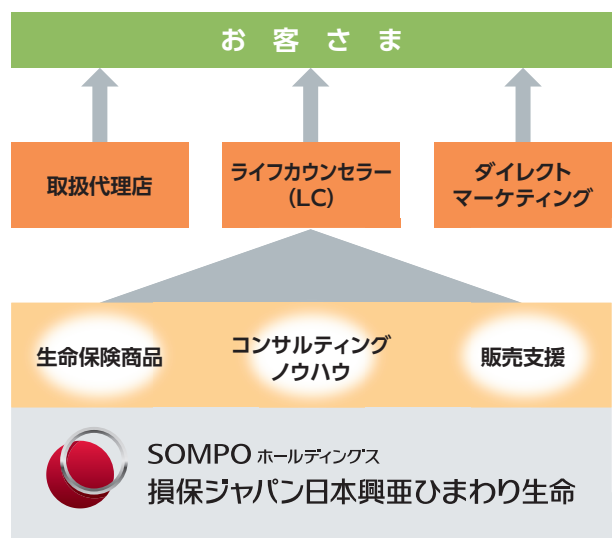 お客さま
取扱代理店
ライフカウンセラー
(LC)
ダイレクト
マーケティング
生命保険商品
コンサルティング
ノウハウ
販売支援
SOMPO ホールディングス
損保ジャパン日本興亜ひまわり生命